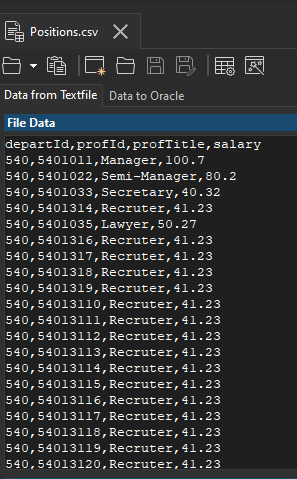 Positions.csv
Data from Textfile Data to Oracle
File Data
departId,profId,profTitle,salary
540,5401011,Manager,100.7
540,5401022,Semi-Manager,80.2
540,5401033,Secretary,40.32
540,5401314,Recruter,41.23
540,5401035,Lawyer,50.27
540,5401316,Recruter,41.23
540,5401317,Recruter,41.23
540,5401318,Recruter,41.23
540,5401319,Recruter,41.23
540,54013110,Recruter,41.23
540,54013111,Recruter,41.23
540,54013112,Recruter,41.23
540,54013113,Recruter,41.23
540,54013114,Recruter,41.23
540,54013115,Recruter,41.23
540,54013116,Recruter,41.23
540,54013117,Recruter,41.23
540,54013118,Recruter,41.23
540,54013119,Recruter,41.23
540,54013120,Recruter,41.23